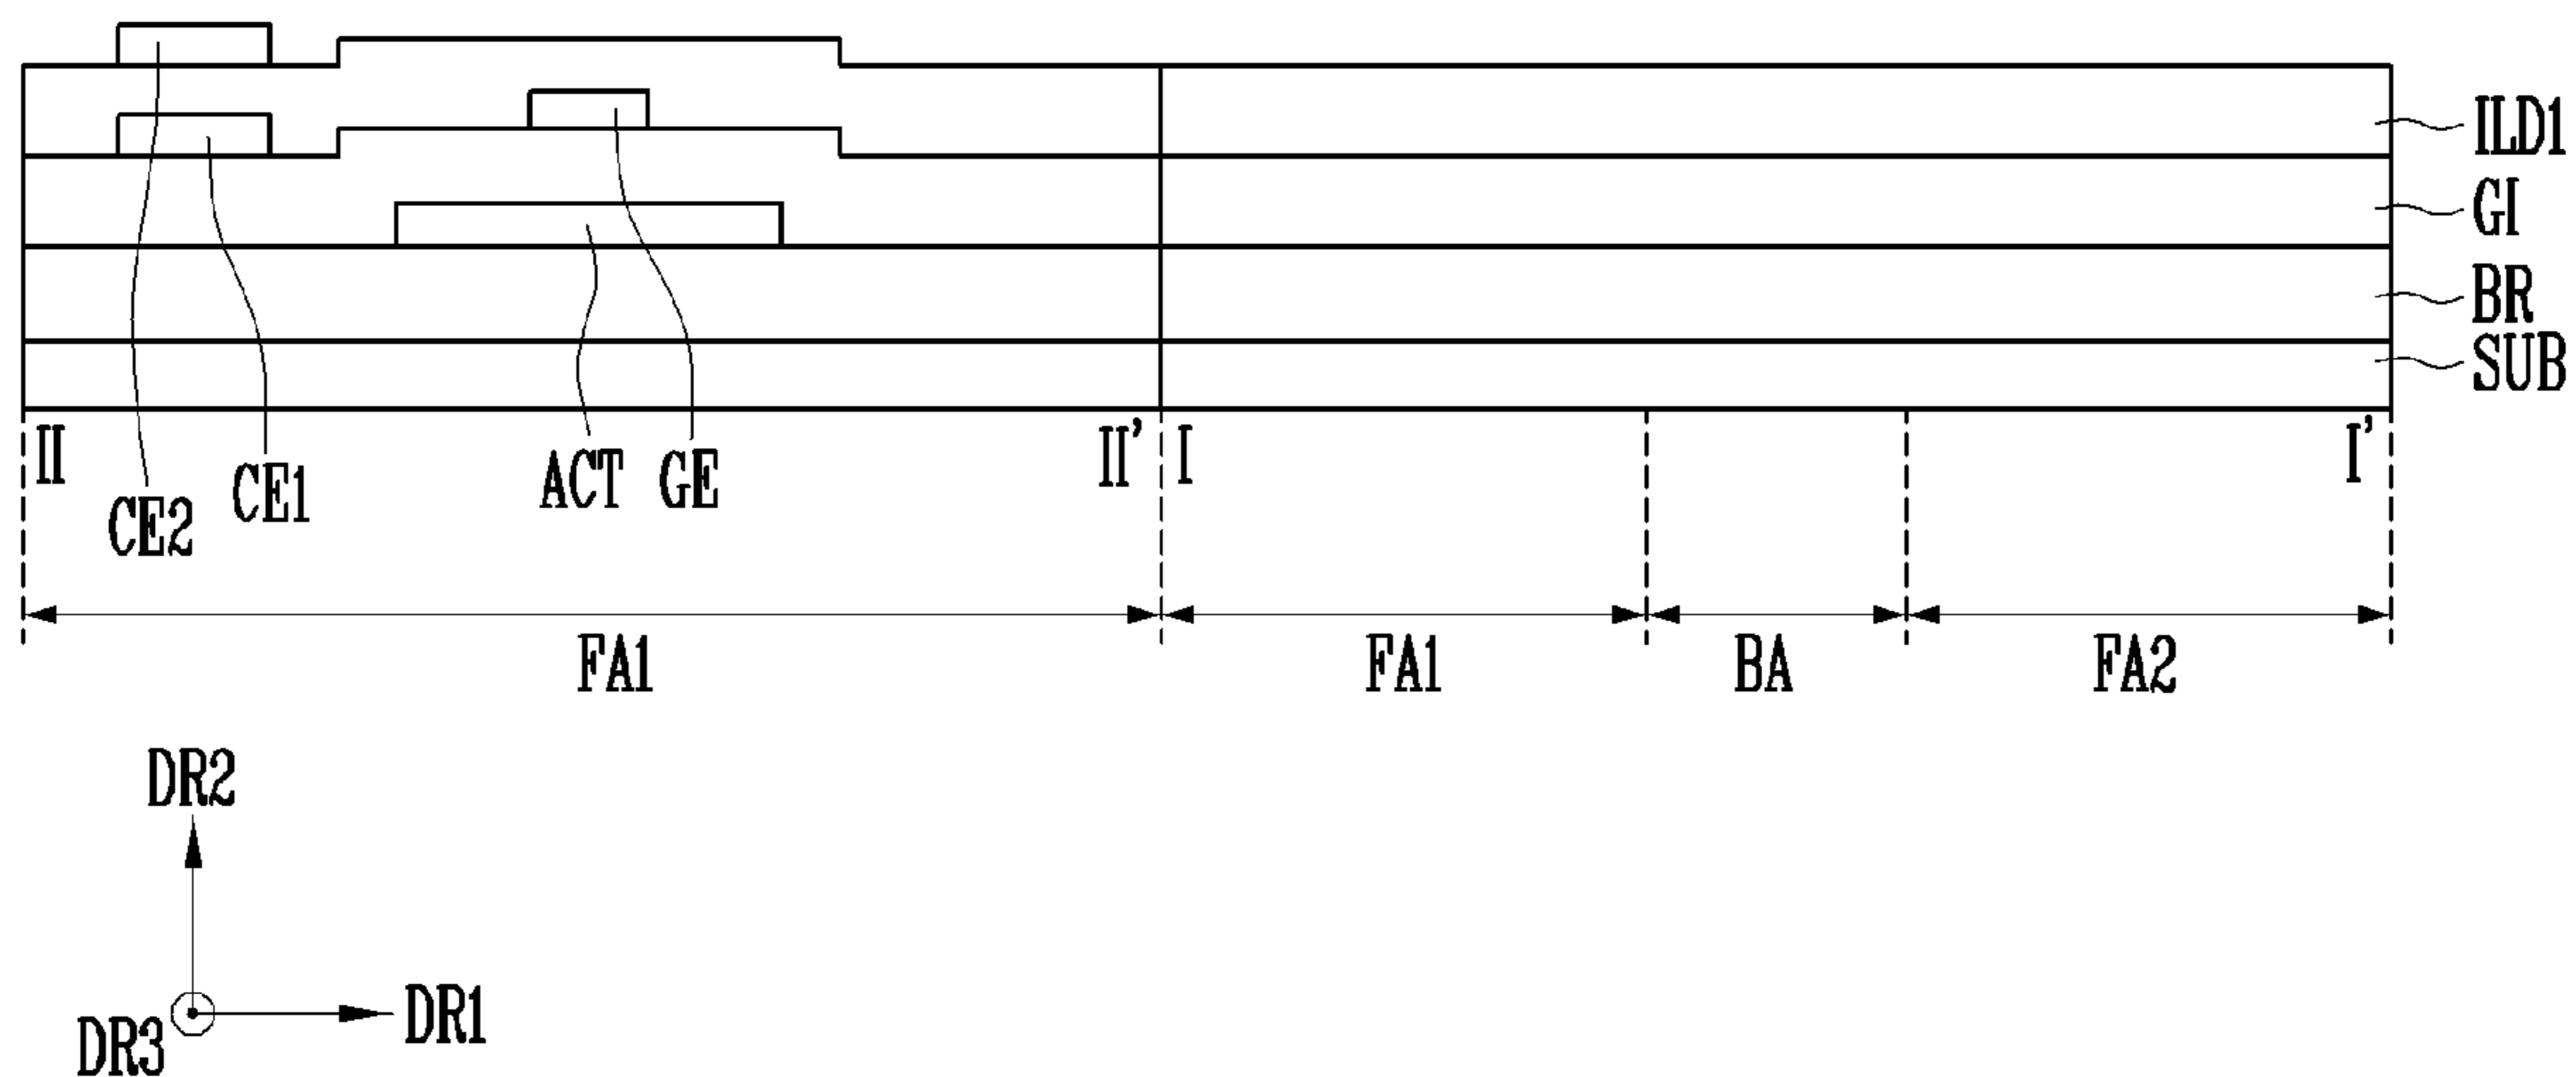 ILD1
GI
BR
SUB
II
II'
I
I'
CE2
CE1
ACT
GE
FA1
FA1
BA
FA2
DR2
DR3
DR1